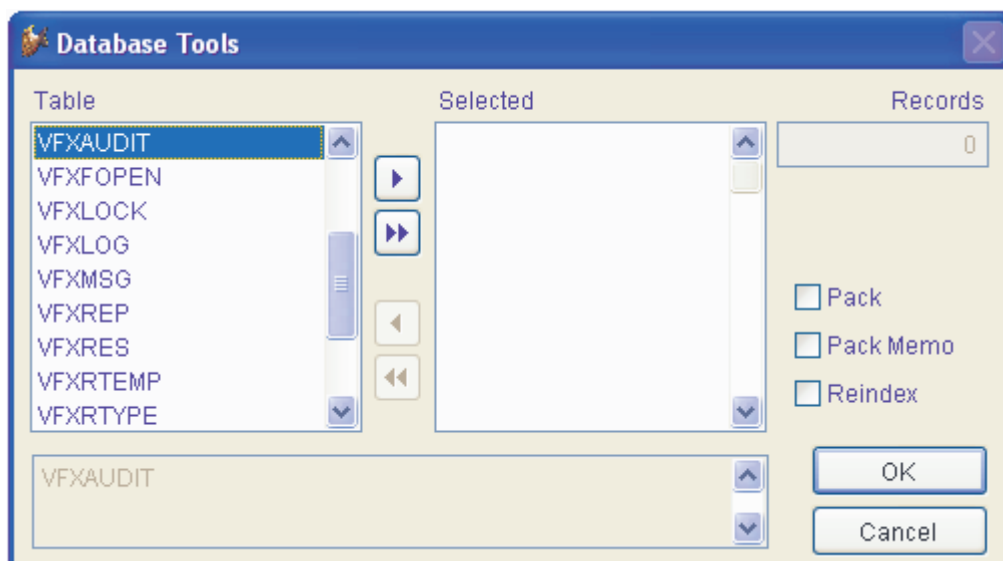 Database Tools
Table
Selected
Records
VFXAUDIT
VFXFOPEN
VFXLOCK
VFXLOG
VFXMSG
VFXREP
VFXRES
VFXRTEMP
VFXRTYPE
0
Pack
Pack Memo
Reindex
VFXAUDIT
OK
Cancel